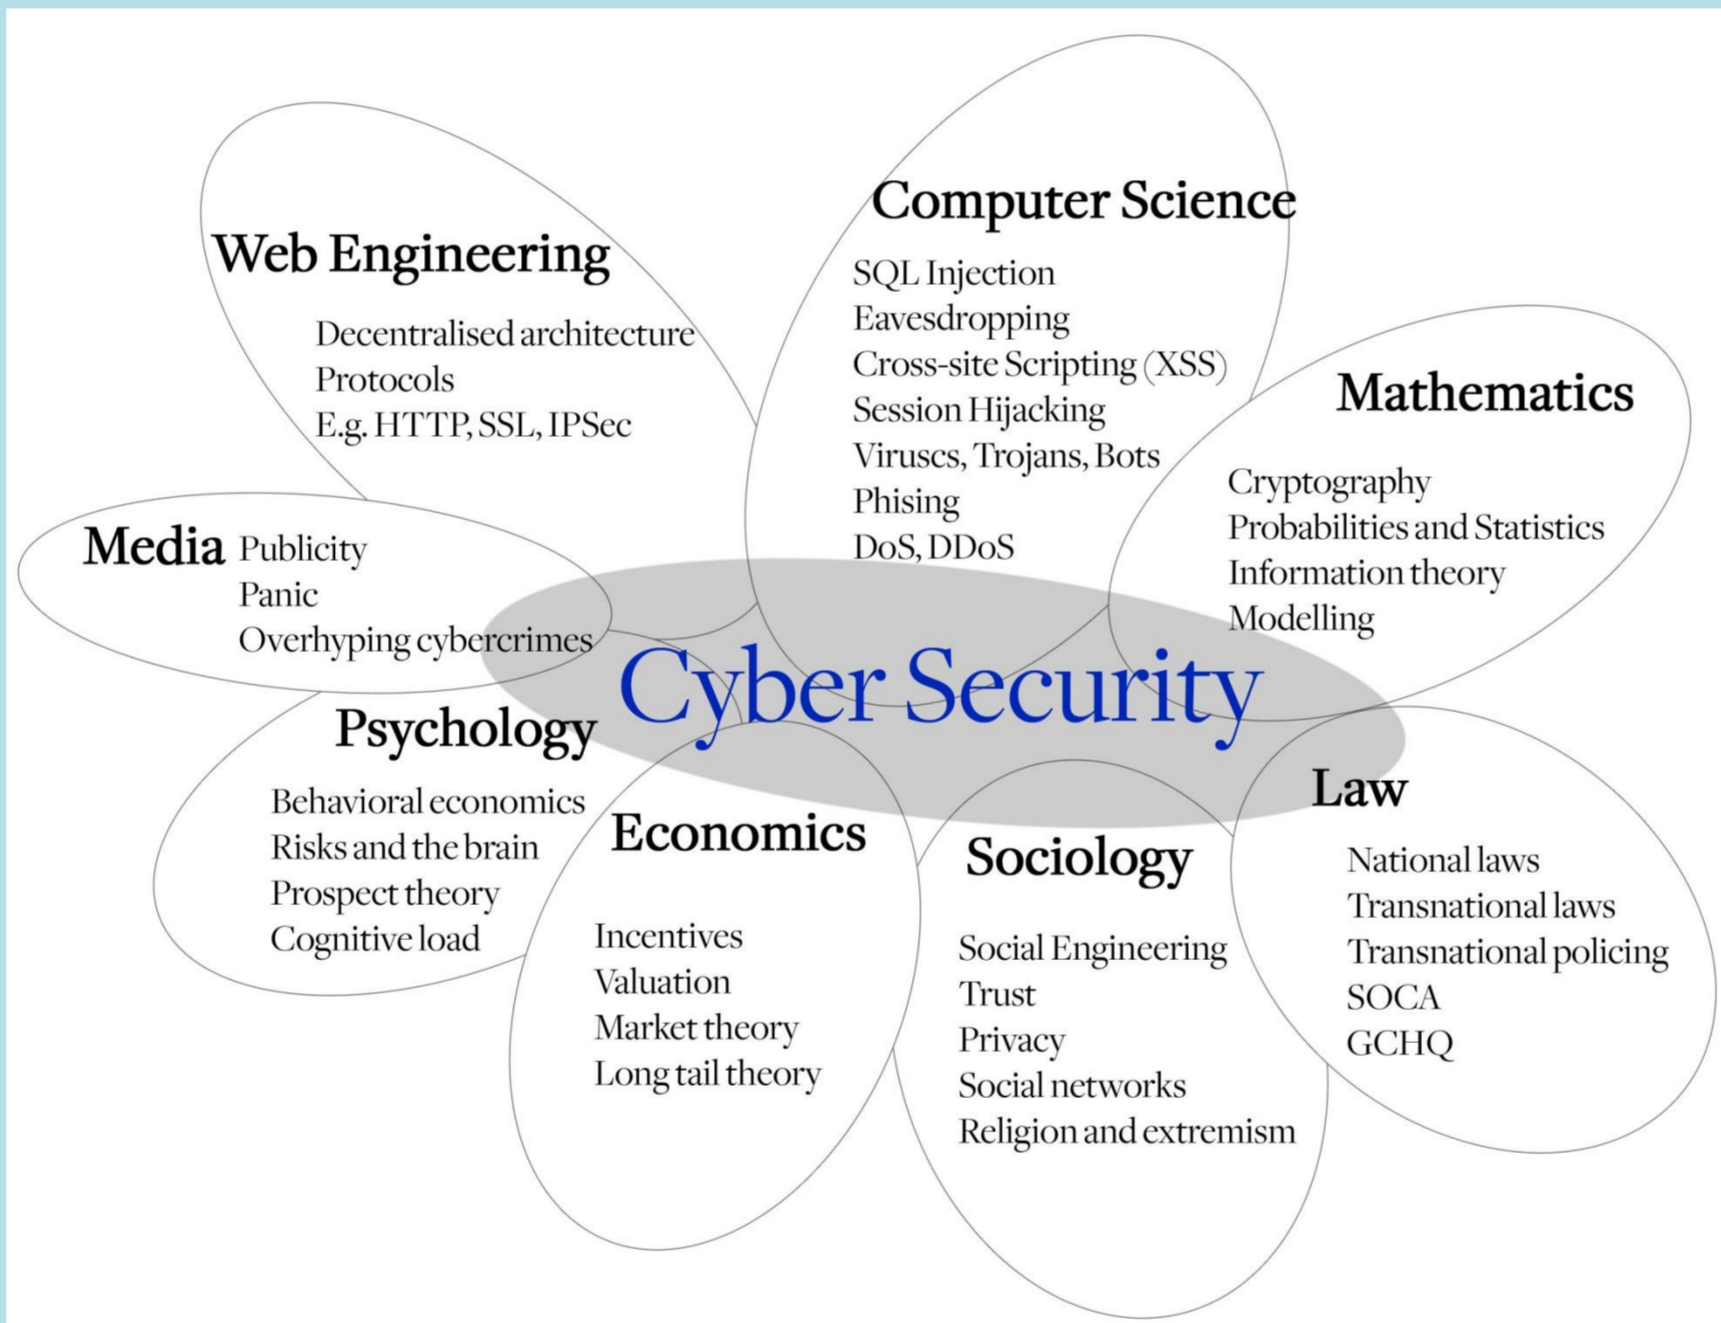 Web Engineering
Decentralised architecture
Protocols
E.g. HTTP, SSL, IPSec
Computer Science
SQL Injection
Eavesdropping
Cross-site Scripting (XSS)
Session Hijacking
Viruscs, Trojans, Bots
Phising
DoS, DDoS
Mathematics
Cryptography
Probabilities and Statistics
Information theory
Modelling
Media
Publicity
Panic
Overhyping cybercrimes
Cyber Security
Psychology
Behavioral economics
Risks and the brain
Prospect theory
Cognitive load
Economics
Incentives
Valuation
Market theory
Long tail theory
Sociology
Social Engineering
Trust
Privacy
Social networks
Religion and extremism
Law
National laws
Transnational laws
Transnational policing
SOCA
GCHQ